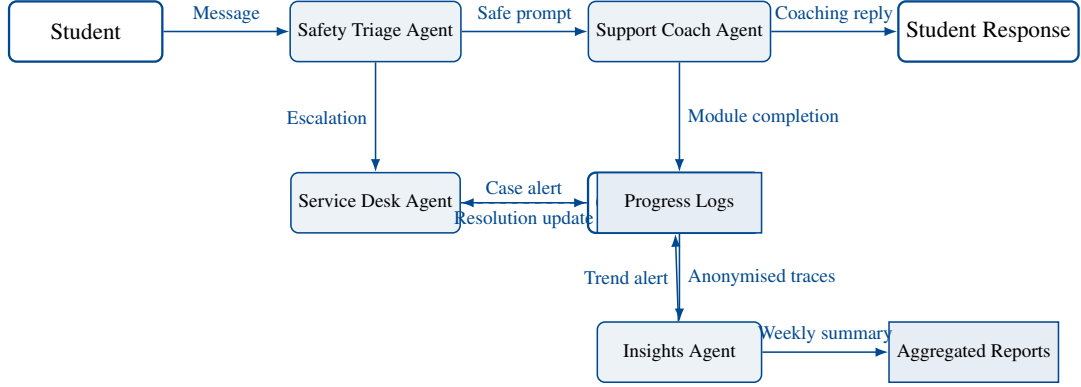 Message
Safe prompt
Coaching reply
Student
Safety Triage Agent
Support Coach Agent
Student Response
Escalation
Module completion
Case alert
Service Desk Agent
Progress Logs
Resolution update
Trend alert
Anonymised traces
Weekly summary
Insights Agent
Aggregated Reports